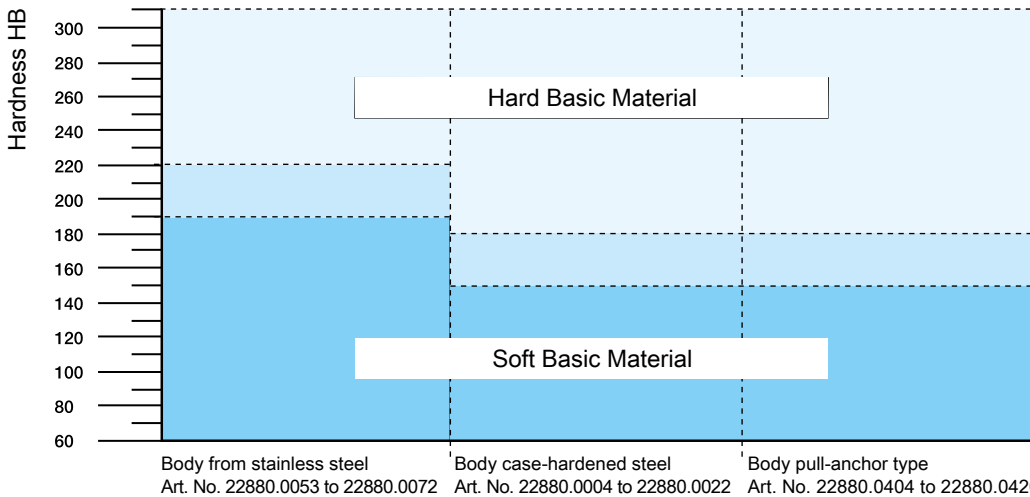 Hardness HB
300
280
260
240
220
200
180
160
140
120
100
80
60
Hard Basic Material
Soft Basic Material
Body from stainless steel
Art. No. 22880.0053 to 22880.0072
Body case-hardened steel
Art. No. 22880.0004 to 22880.0022
Body pull-anchor type
Art. No. 22880.0404 to 22880.042